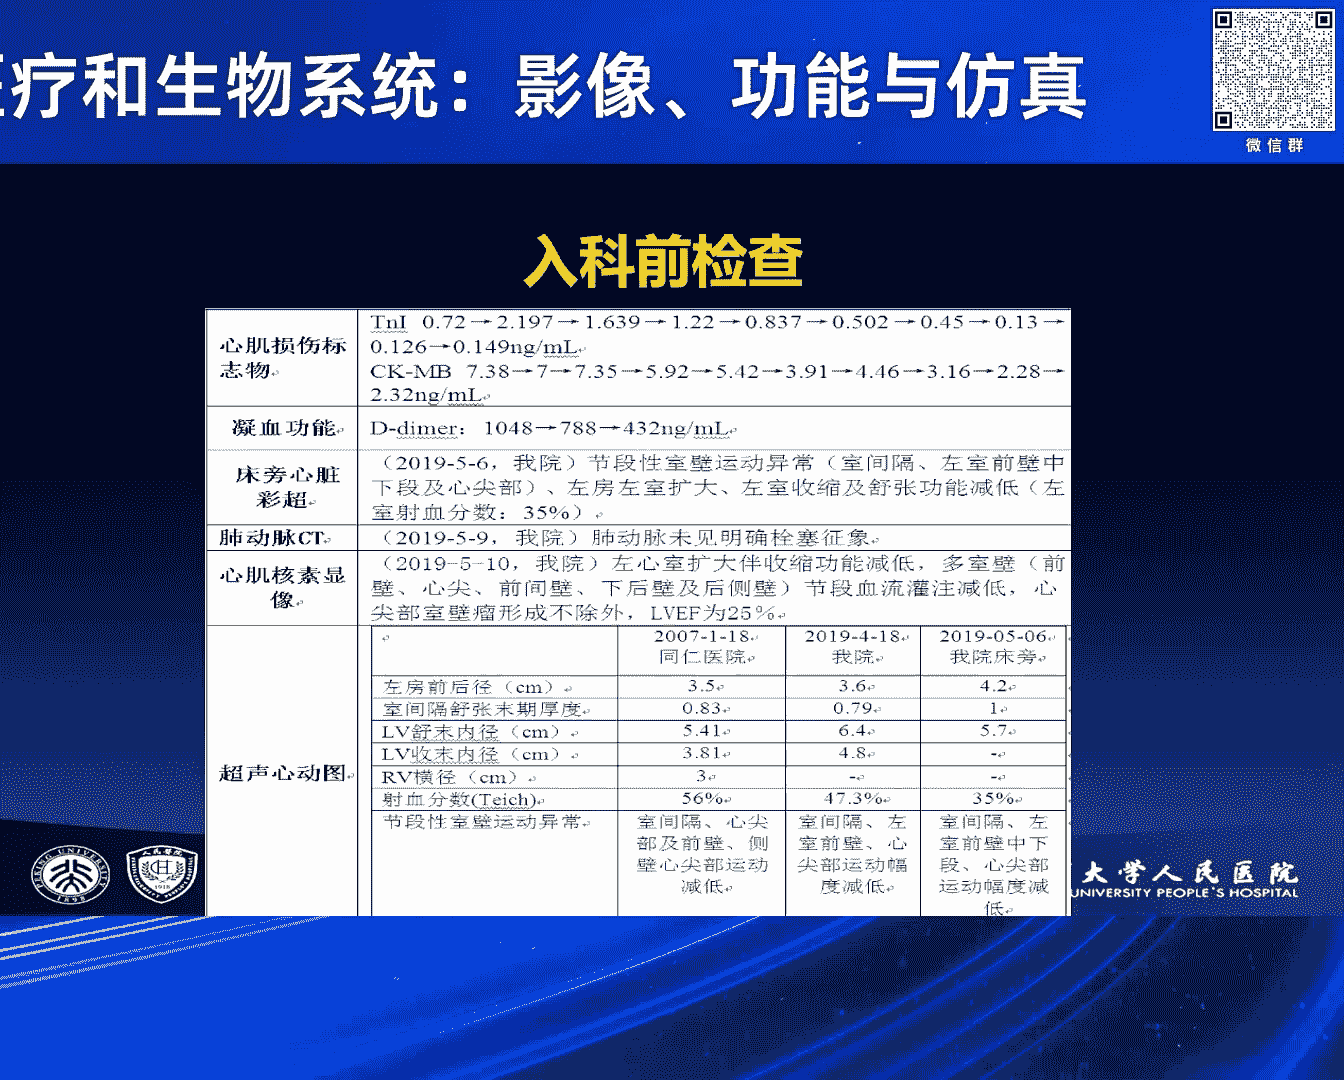 疗和生物系统：影像、功能与仿真
微信群
入科前检查
心肌损伤标
志物
TnI 0.72→2.197→1.639→1.22→0.837→0.502→0.45→0.13→
0.126→0.149ng/mL
CK-MB 7.38→7→7.35→5.92→5.42→3.91→4.46→3.16→2.28→
2.32ng/mL
凝血功能
D-dimer：1048→788→432ng/mL
床旁心脏
彩超
（2019-5-6，我院）节段性室壁运动异常（室间隔、左室前壁中
下段及心尖部）、左房左室扩大、左室收缩及舒张功能减低（左
室射血分数：35%）。
肺动脉CT
（2019-5-9，我院）肺动脉未见明确栓塞征象
心肌核素显
像
（2019-5-10，我院）左心室扩大伴收缩功能减低，多室壁（前
壁、心尖、前间壁、下后壁及后侧壁）节段血流灌注减低，心
尖部室壁瘤形成不除外，LVEF为25%
超声心动图
2007-1-18 2019-4-18 2019-05-06
同仁医院 我院 我院床旁
左房前后径（cm） 3.5 3.6 4.2
室间隔舒张末期厚度 0.83 0.79 1
LV舒末内径（cm） 5.41 6.4 5.7
LV收末内径（cm） 3.81 4.8 -
RV横径（cm） 3 - -
射血分数(Teich) 56% 47.3% 35%
节段性室壁运动异常 室间隔、心尖 室间隔、左 室间隔、左
部及前壁、侧 室前壁、心 室前壁中下
壁心尖部运动 尖部运动幅 段、心尖部
减低 度减低 运动幅度减
低
PEKING UNIVERSITY
1898
人民医院
1918
大学人民医院
UNIVERSITY PEOPLE'S HOSPITAL